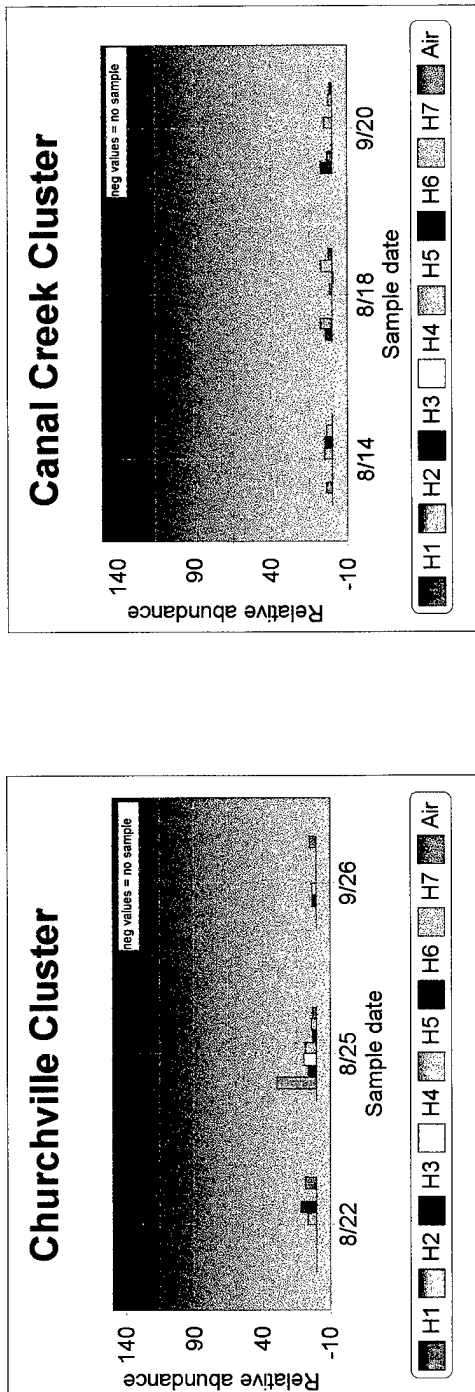 Churchville Cluster
neg values = no sample
Relative abundance
140
90
40
-10
8/22 8/25 9/26
Sample date
H1 H2 H3 H4 H5 H6 H7 Air
Canal Creek Cluster
neg values = no sample
Relative abundance
140
90
40
-10
8/14 8/18 9/20
Sample date
H1 H2 H3 H4 H5 H6 H7 Air